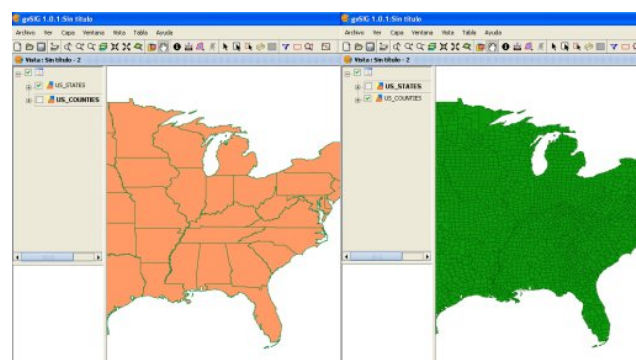 gvSIG 1.0.1:Sin título
Archivo Ver Capa Ventana Vista Tabla Ayuda
Vista : Sin título - 2
US_STATES
US_COUNTIES
gvSIG 1.0.1:Sin título
Archivo Ver Capa Ventana Vista Tabla Ayuda
Vista : Sin título - 2
US_STATES
US_COUNTIES